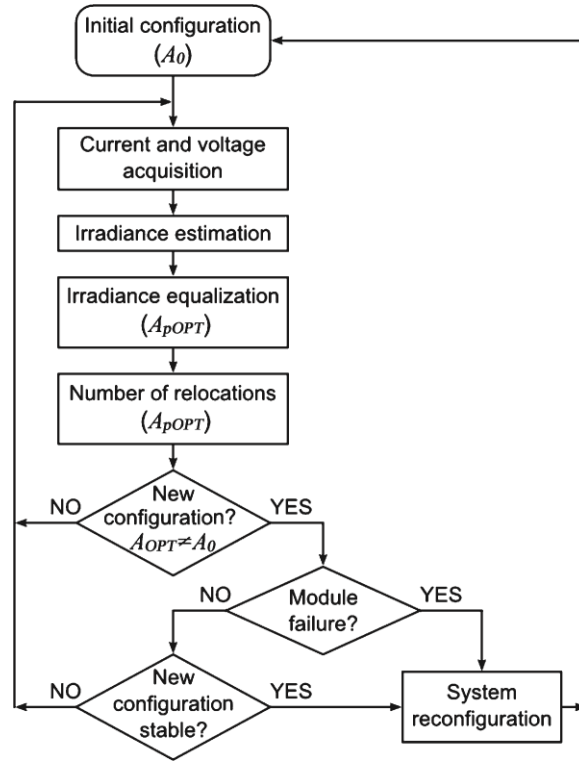 Initial configuration
(A0)
Current and voltage
acquisition
Irradiance estimation
Irradiance equalization
(ApOPT)
Number of relocations
(ApOPT)
NO
New
configuration?
AOPT≠A0
YES
NO
Module
failure?
YES
NO
New
configuration
stable?
YES
System
reconfiguration